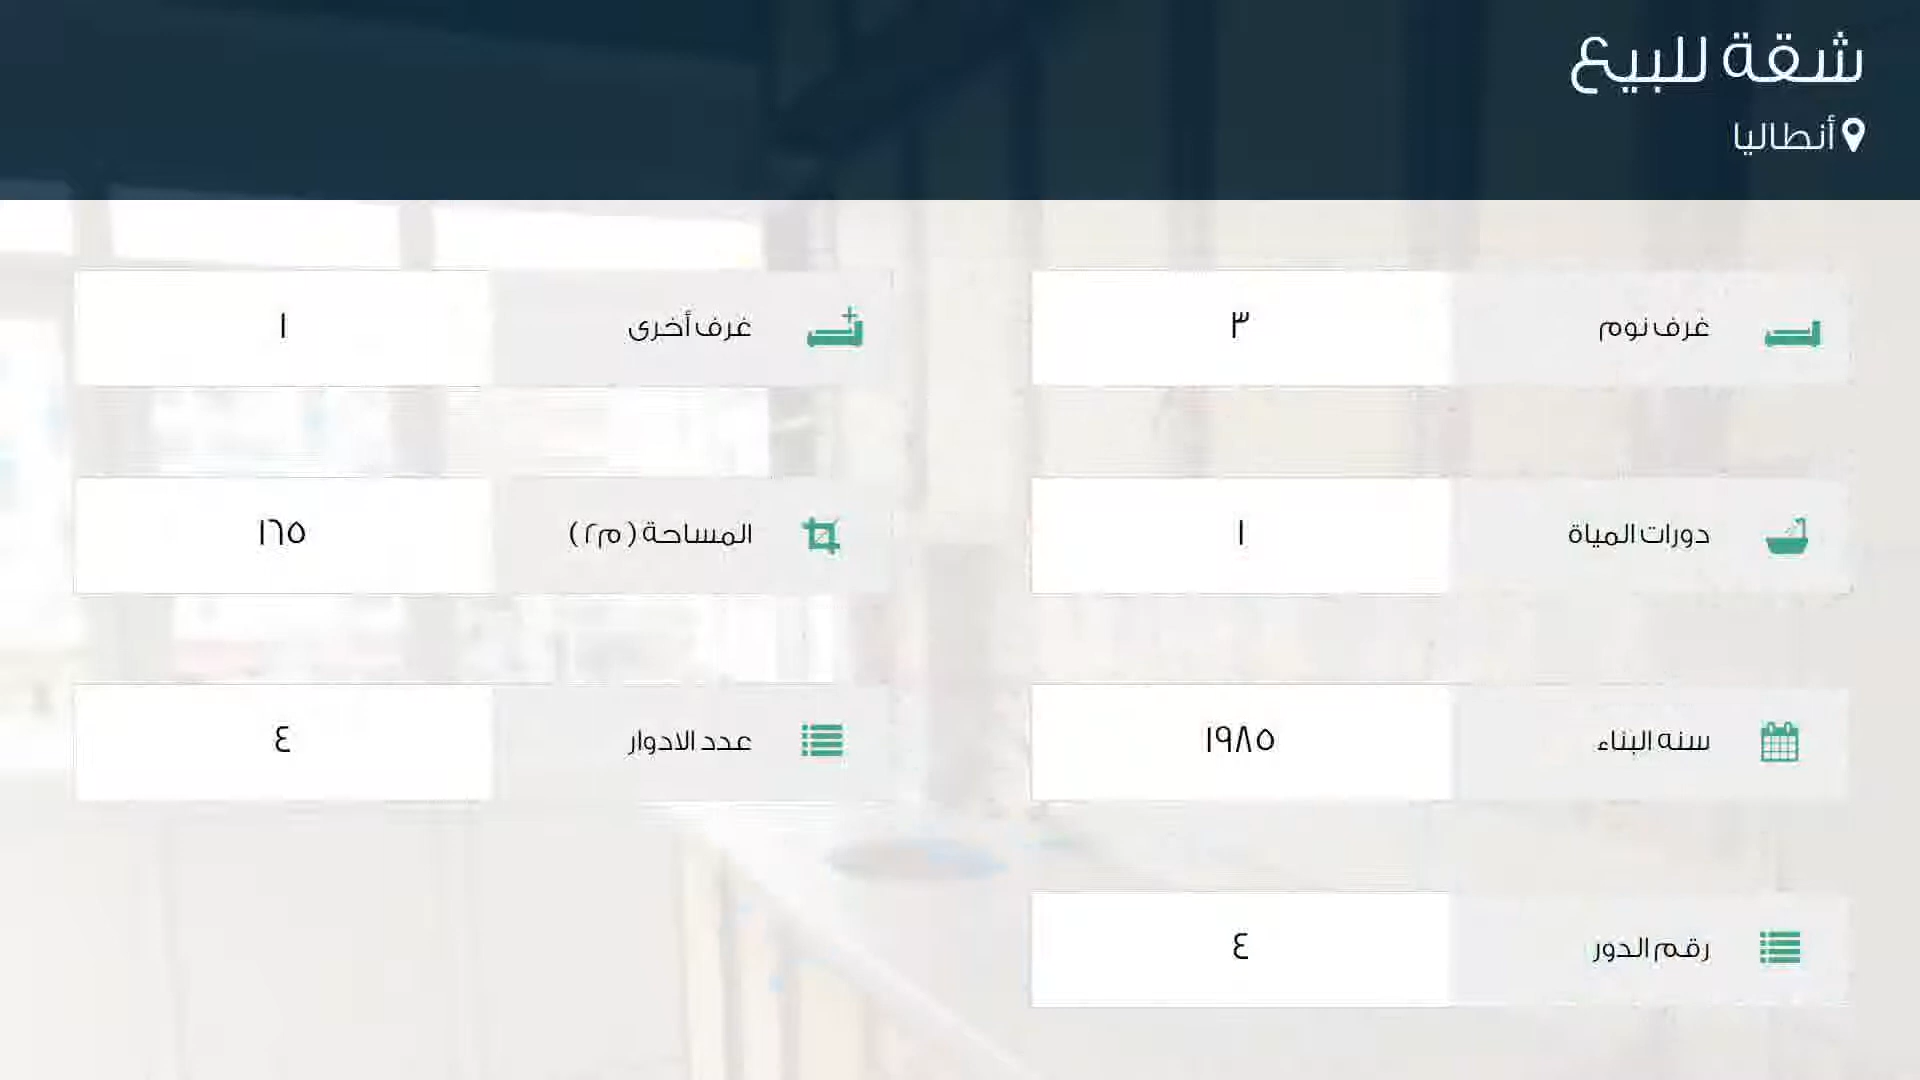 شقة للبيع
أنطاليا
غرف نوم ٣
غرف أخرى ١
دورات المياة ١
المساحة (م٢) ١٦٥
سنه البناء ١٩٨٥
عدد الادوار ٤
رقم الدور ٤